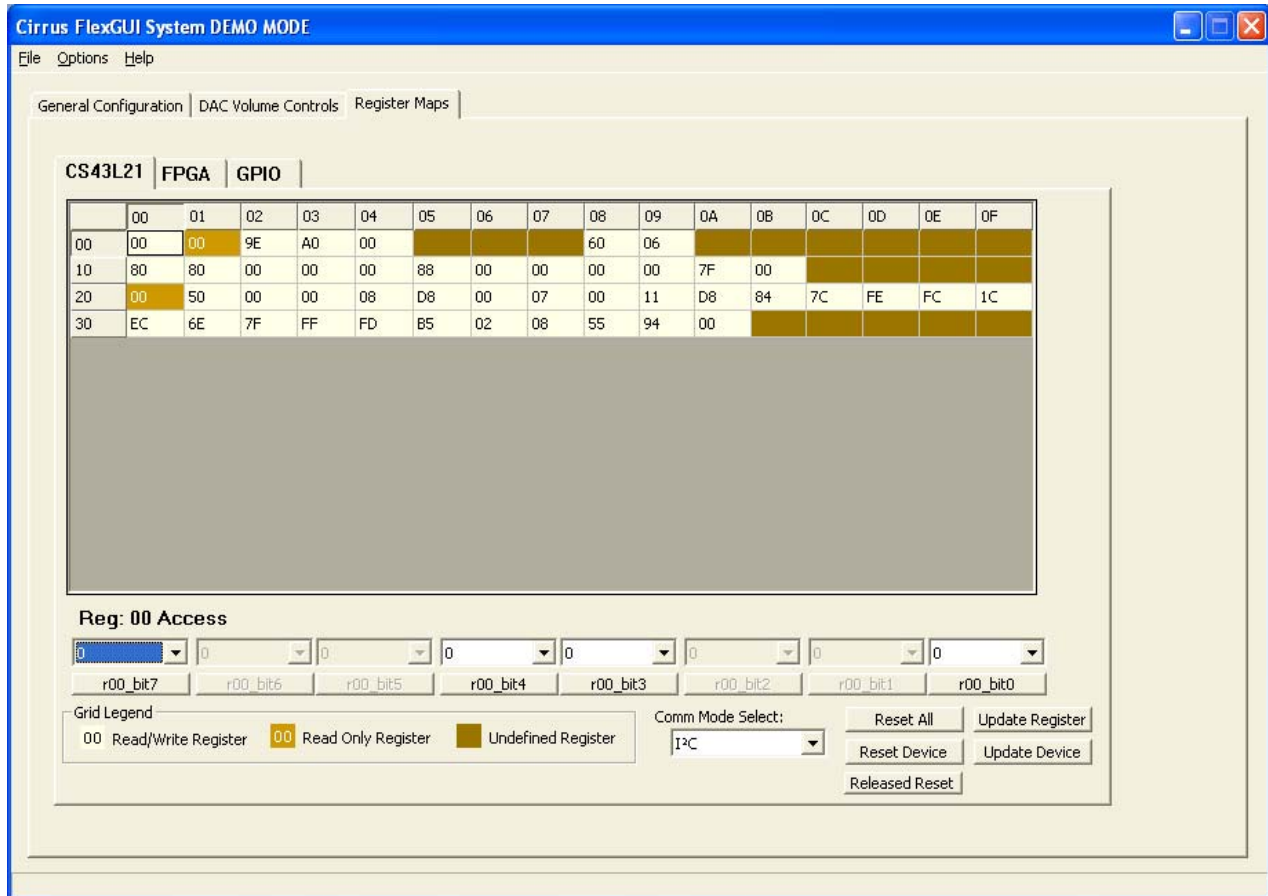 Cirrus FlexGUI System DEMO MODE
File Options Help
General Configuration DAC Volume Controls Register Maps
CS43L21 FPGA GPIO
00 01 02 03 04 05 06 07 08 09 0A 0B 0C 0D 0E 0F
00 00 00 9E A0 00 60 06
10 80 80 00 00 00 88 00 00 00 00 7F 00
20 00 50 00 00 08 D8 00 07 00 11 D8 84 7C FE FC 1C
30 EC 6E 7F FF FD B5 02 08 55 94 00
Reg: 00 Access
0 0 0 0 0 0 0 0
r00_bit7 r00_bit6 r00_bit5 r00_bit4 r00_bit3 r00_bit2 r00_bit1 r00_bit0
Grid Legend
00 Read/Write Register 00 Read Only Register Undefined Register
Comm Mode Select:
I²C
Reset All Update Register
Reset Device Update Device
Released Reset